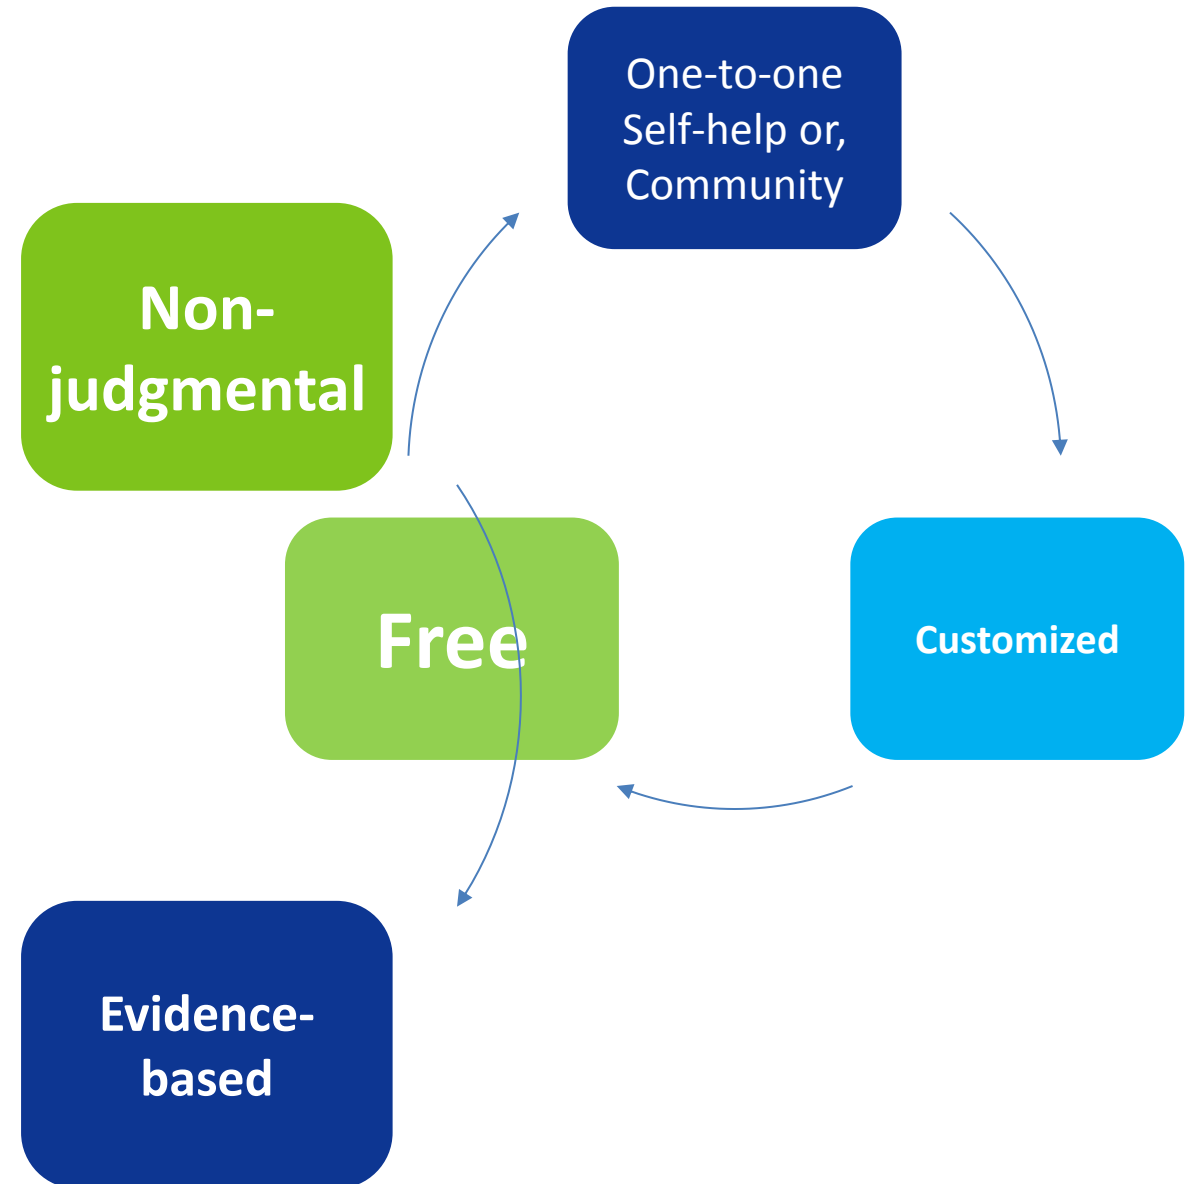 One-to-one
Self-help or,
Community
Non-
judgmental
Free
Customized
Evidence-
based